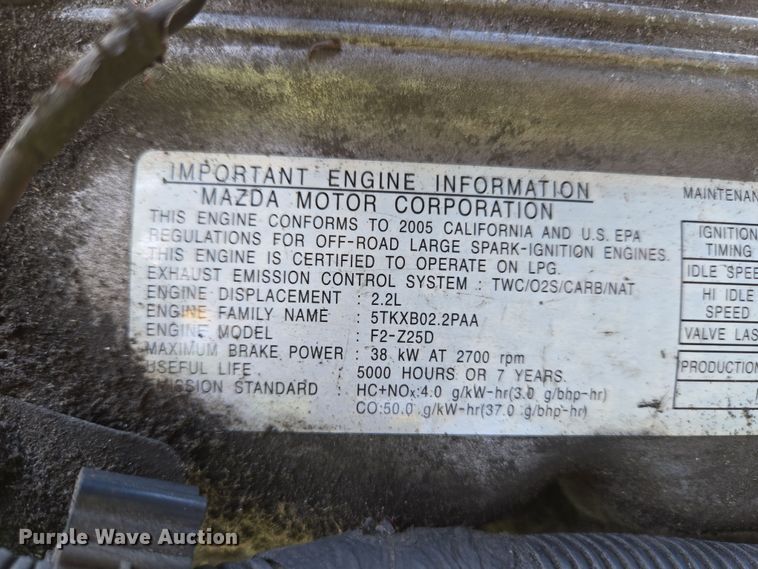 IMPORTANT ENGINE INFORMATION
MAZDA MOTOR CORPORATION
THIS ENGINE CONFORMS TO 2005 CALIFORNIA AND U.S. EPA
REGULATIONS FOR OFF-ROAD LARGE SPARK-IGNITION ENGINES.
THIS ENGINE IS CERTIFIED TO OPERATE ON LPG.
EXHAUST EMISSION CONTROL SYSTEM : TWC/O2S/CARB/NAT
ENGINE DISPLACEMENT : 2.2L
ENGINE FAMILY NAME : 5TKXB02.2PAA
ENGINE MODEL : F2-Z25D
MAXIMUM BRAKE POWER : 38 kW AT 2700 rpm
USEFUL LIFE : 5000 HOURS OR 7 YEARS.
EMISSION STANDARD : HC+NOx:4.0 g/kW-hr(3.0 g/bhp-hr)
CO:50.0 g/kW-hr(37.0 g/bhp-hr)
MAINTENAN
IGNITION
TIMING
IDLE SPEE
HI IDLE
SPEED
VALVE LAS
PRODUCTION
Purple Wave Auction